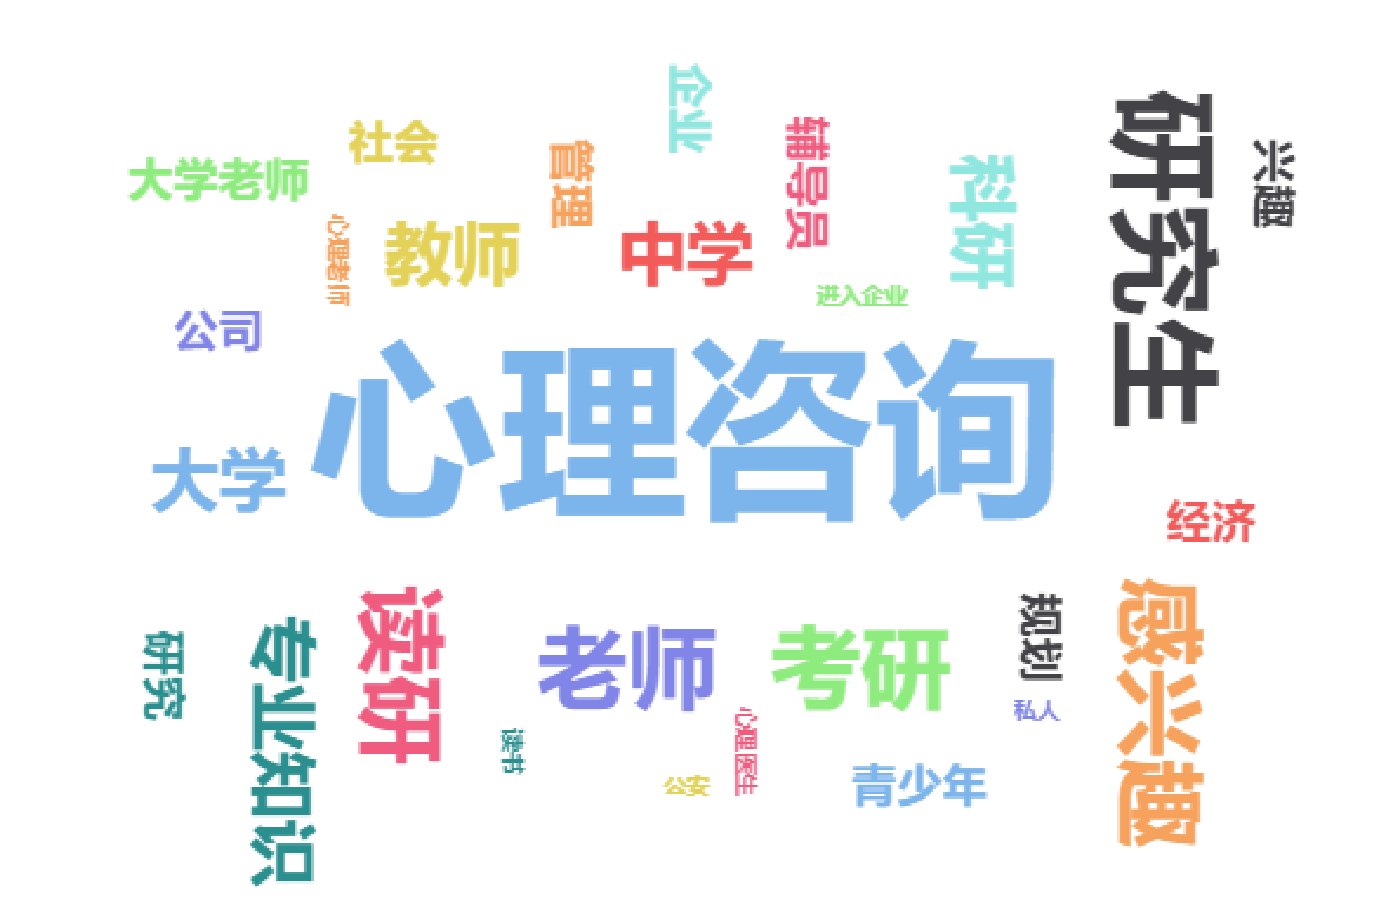 企业
研究生
辅导员
社会
兴趣
管理
科研
大学老师
心理老师
教师
中学
进入企业
公司
心理咨询
大学
经济
感兴趣
读研
规划
专业知识
研究
老师
考研
私人
心理医生
读书
公安
青少年